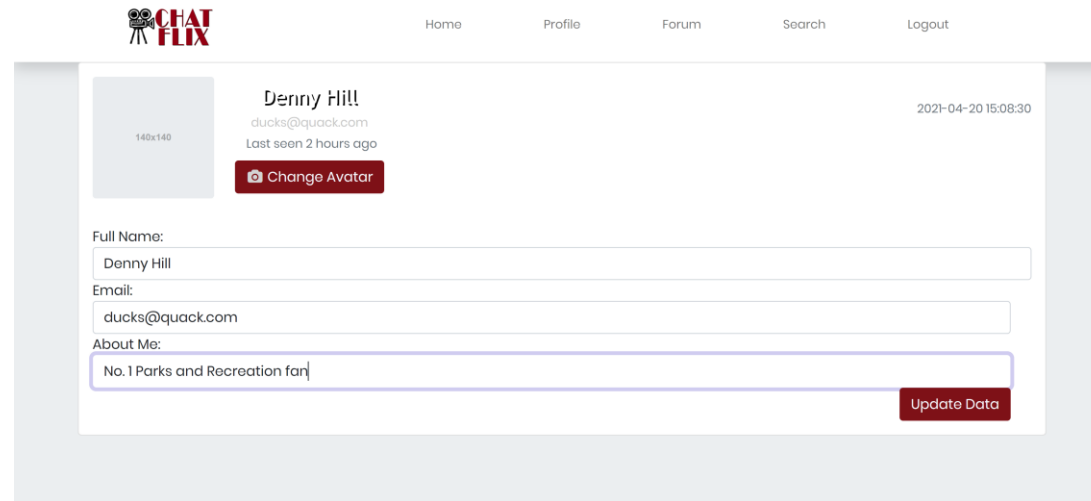 CHAT
FLIX
Home Profile Forum Search Logout
140x140
Denny Hill
ducks@quack.com
Last seen 2 hours ago
Change Avatar
2021-04-20 15:08:30
Full Name:
Denny Hill
Email:
ducks@quack.com
About Me:
No. 1 Parks and Recreation fan
Update Data